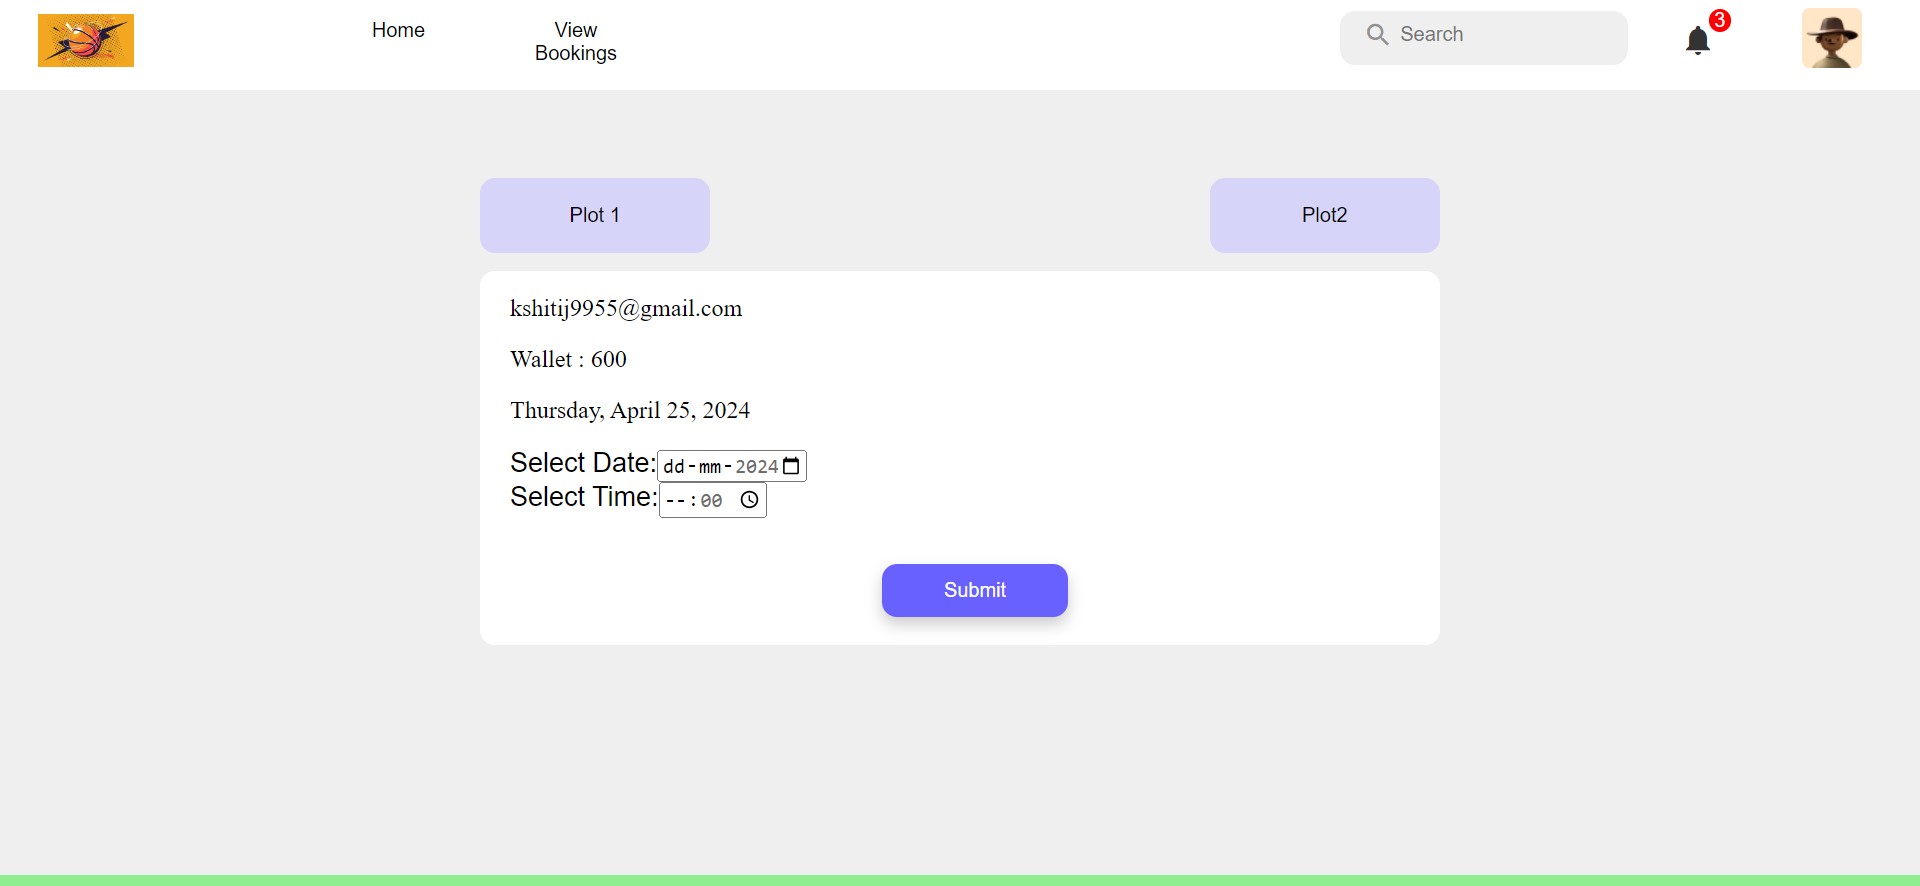 Home
View
Bookings
Search
3
Plot 1
Plot2
kshitij9955@gmail.com
Wallet : 600
Thursday, April 25, 2024
Select Date:dd-mm-2024
Select Time:--:00
Submit